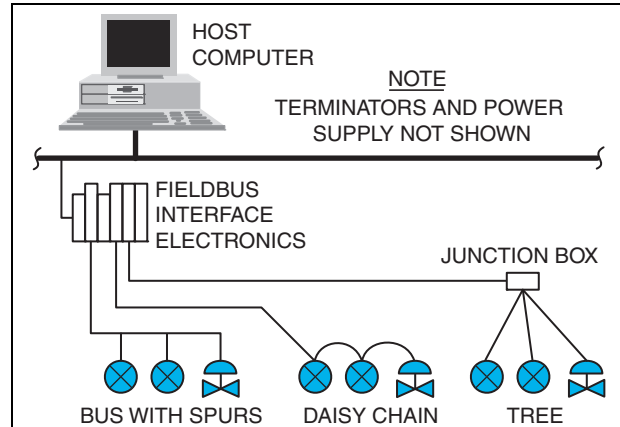 HOST
COMPUTER
NOTE
TERMINATORS AND POWER
SUPPLY NOT SHOWN
FIELDBUS
INTERFACE
ELECTRONICS
JUNCTION BOX
BUS WITH SPURS
DAISY CHAIN
TREE